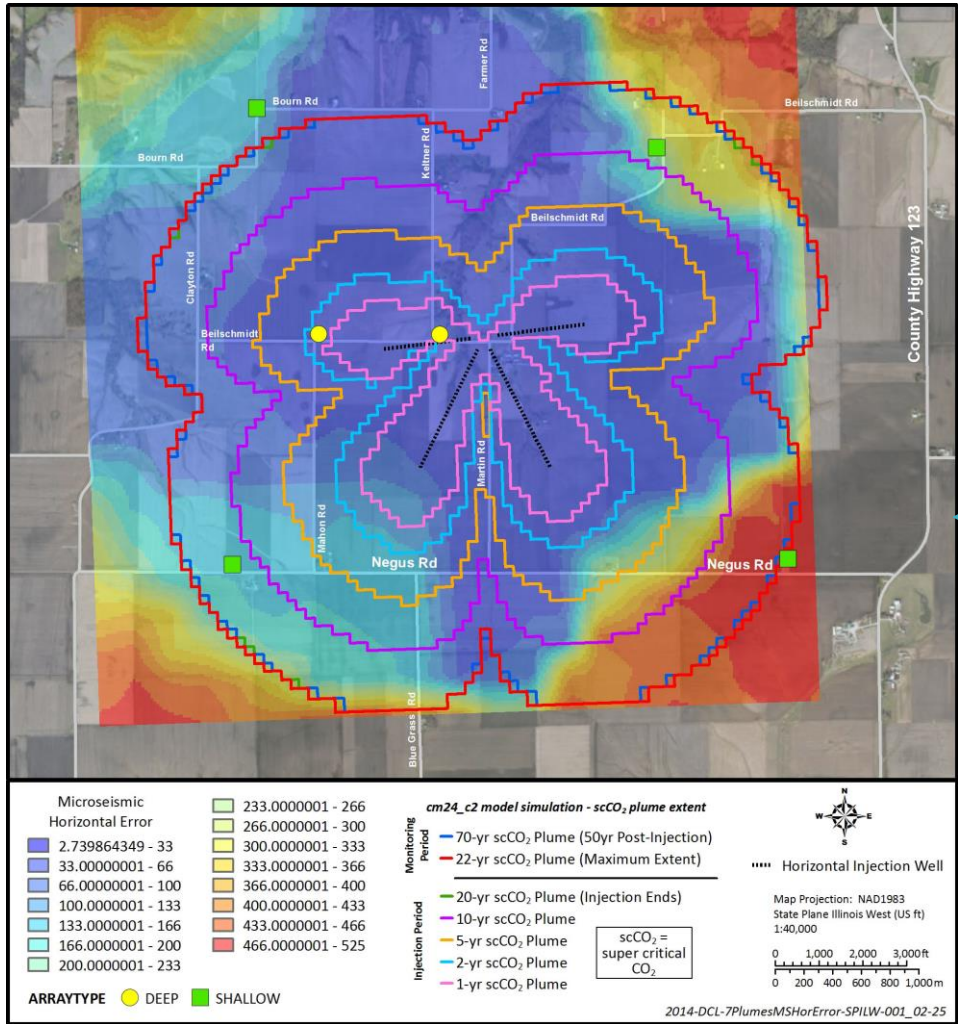 Farmer Rd
Bourn Rd
Beilschmidt Rd
Keltner Rd
Bourn Rd
Beilschmidt Rd
Clayton Rd
County Highway 123
Beilschmidt
Rd
Martin Rd
Mahon Rd
Negus Rd
Negus Rd
Blue Grass Rd
Microseismic
Horizontal Error
2.739864349 - 33
33.00000001 - 66
66.00000001 - 100
100.0000001 - 133
133.0000001 - 166
166.0000001 - 200
200.0000001 - 233
233.0000001 - 266
266.0000001 - 300
300.0000001 - 333
333.0000001 - 366
366.0000001 - 400
400.0000001 - 433
433.0000001 - 466
466.0000001 - 525
ARRAYTYPE DEEP SHALLOW
cm24_c2 model simulation - scCO₂ plume extent
Monitoring
Period
70-yr scCO₂ Plume (50yr Post-Injection)
22-yr scCO₂ Plume (Maximum Extent)
Injection Period
20-yr scCO₂ Plume (Injection Ends)
10-yr scCO₂ Plume
5-yr scCO₂ Plume
2-yr scCO₂ Plume
1-yr scCO₂ Plume
scCO₂ =
super critical
CO₂
N
W E
S
Horizontal Injection Well
Map Projection: NAD1983
State Plane Illinois West (US ft)
1:40,000
0 1,000 2,000 3,000ft
0 200 400 600 800 1,000m
2014-DCL-7PlumesMSHorError-SPILW-001_02-25